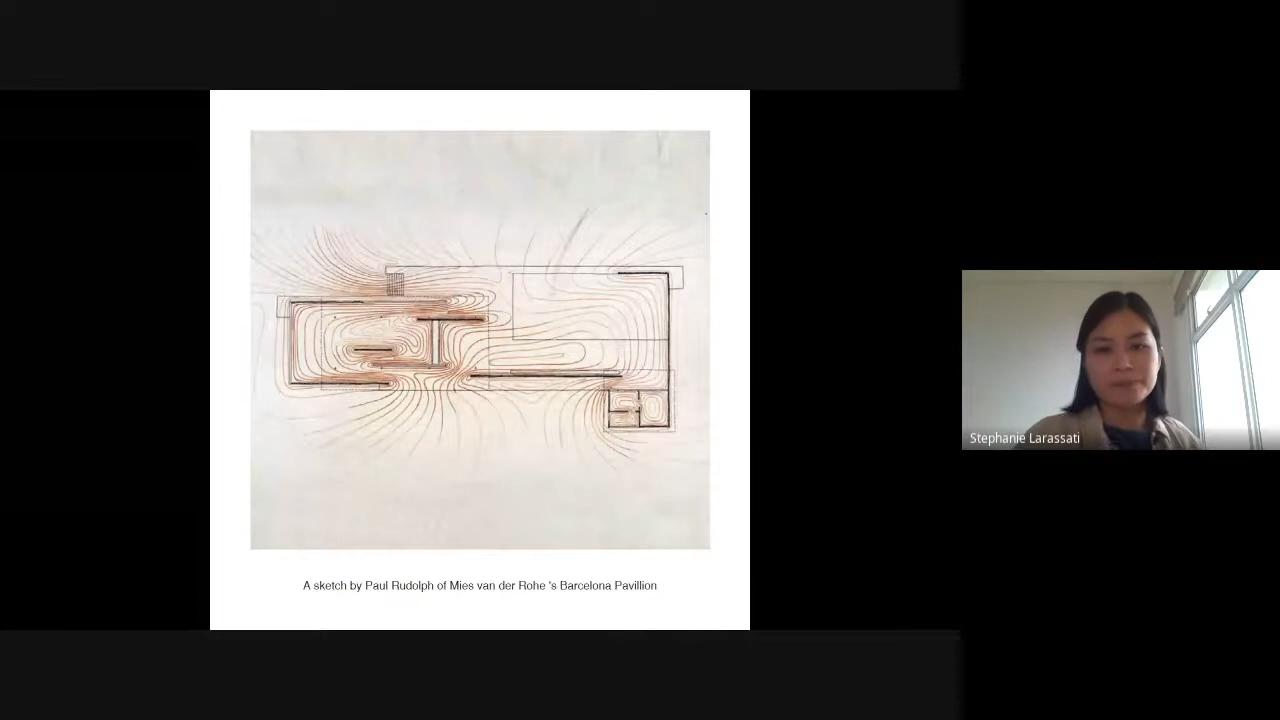 A sketch by Paul Rudolph of Mies van der Rohe 's Barcelona Pavillion
Stephanie Larassati